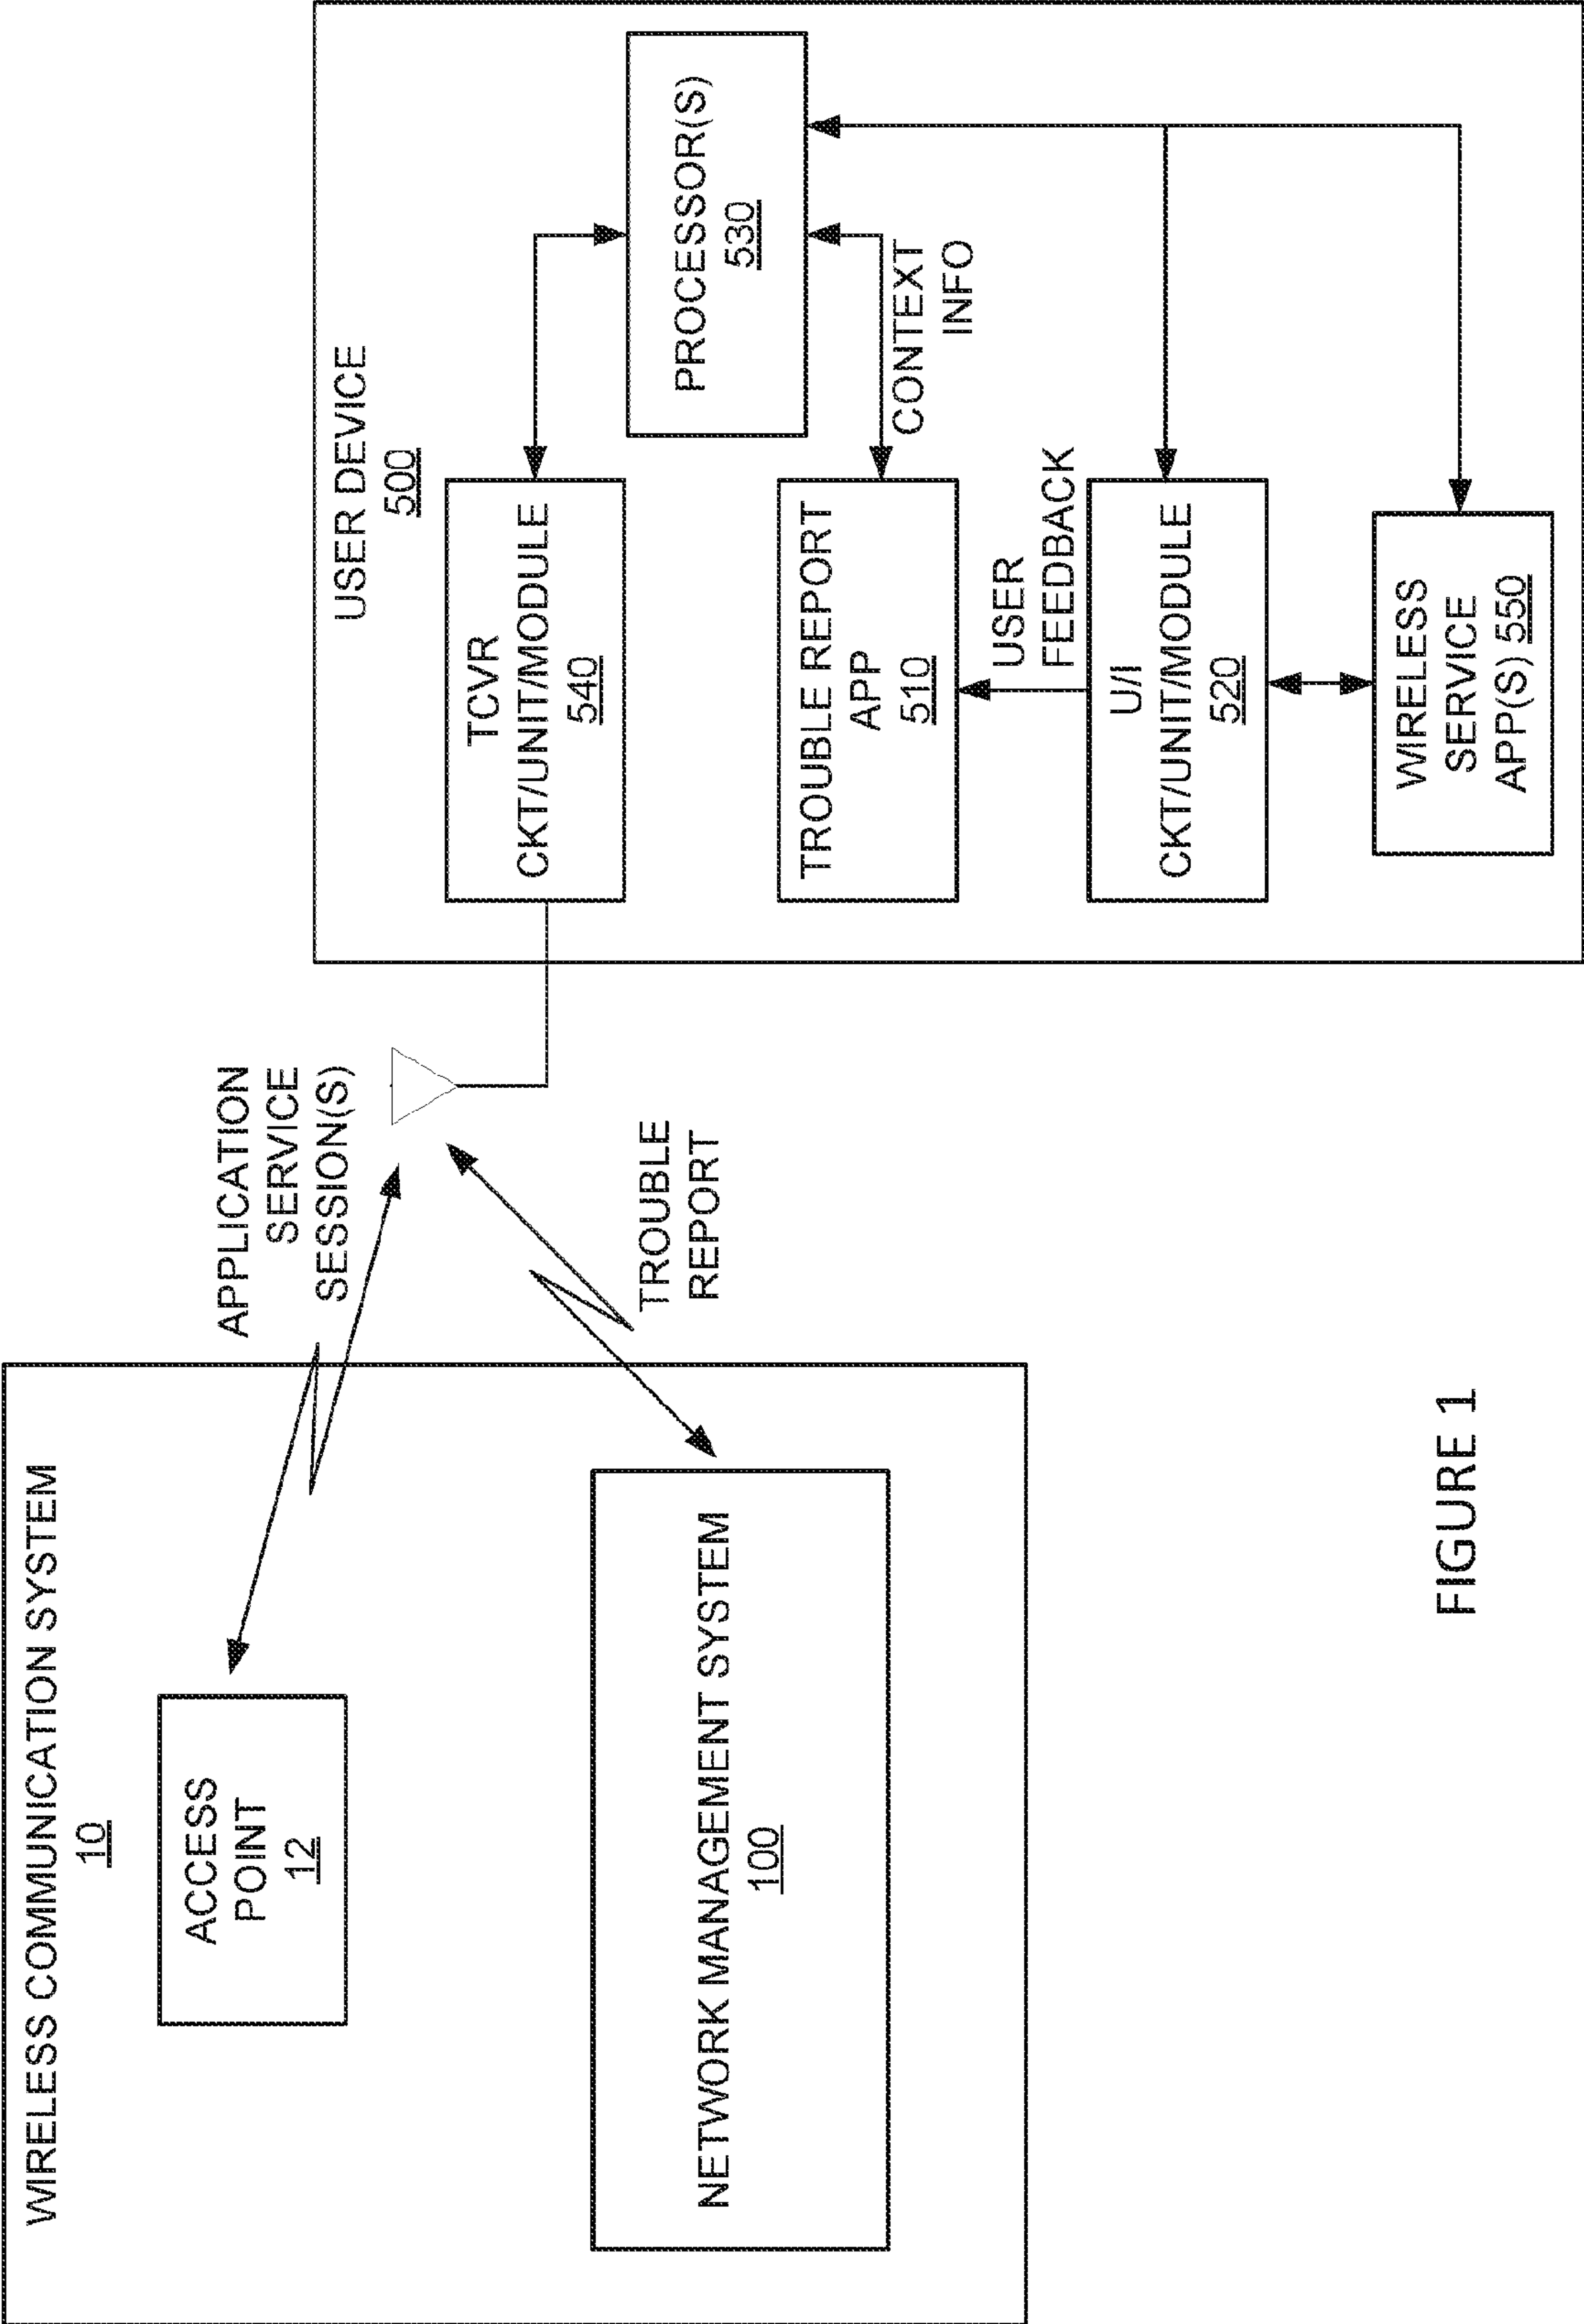 WIRELESS COMMUNICATION SYSTEM
10
ACCESS
POINT
12
NETWORK MANAGEMENT SYSTEM
100
APPLICATION
SERVICE
SESSION(S)
TROUBLE
REPORT
USER DEVICE
500
TCVR
CKT/UNIT/MODULE
540
PROCESSOR(S)
530
TROUBLE REPORT
APP
510
CONTEXT
INFO
USER
FEEDBACK
U/I
CKT/UNIT/MODULE
520
WIRELESS
SERVICE
APP(S) 550
FIGURE 1